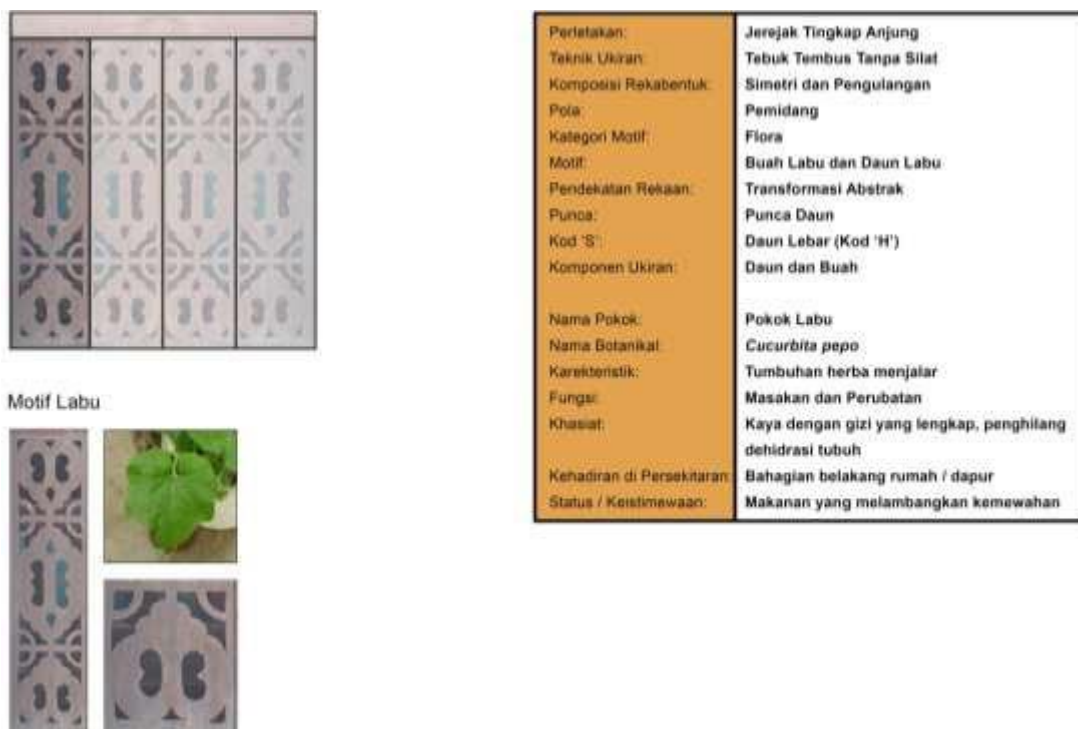 Motif Labu
Perletakan: Jerejak Tingkap Anjung
Teknik Ukiran: Tebuk Tembus Tanpa Silat
Komposisi Rekabentuk: Simetri dan Pengulangan
Pola: Pemidang
Kategori Motif: Flora
Motif: Buah Labu dan Daun Labu
Pendekatan Rekaan: Transformasi Abstrak
Punca: Punca Daun
Kod 'S': Daun Lebar (Kod 'H')
Komponen Ukiran: Daun dan Buah
Nama Pokok: Pokok Labu
Nama Botanikal: Cucurbita pepo
Karekteristik: Tumbuhan herba menjalar
Fungsi: Masakan dan Perubatan
Khasiat: Kaya dengan gizi yang lengkap, penghilang
dehidrasi tubuh
Kehadiran di Persekitaran: Bahagian belakang rumah / dapur
Status / Keistimewaan: Makanan yang melambangkan kemewahan